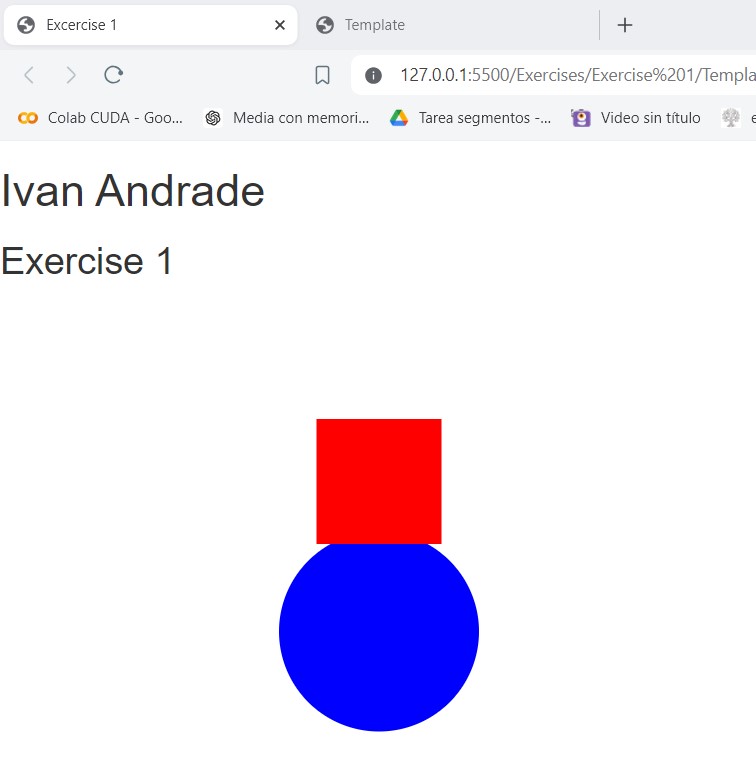 Excercise 1
Template
127.0.0.1:5500/Exercises/Exercise%201/Templa
Colab CUDA - Goo... Media con memori... Tarea segmentos -... Video sin título e
Ivan Andrade
Exercise 1